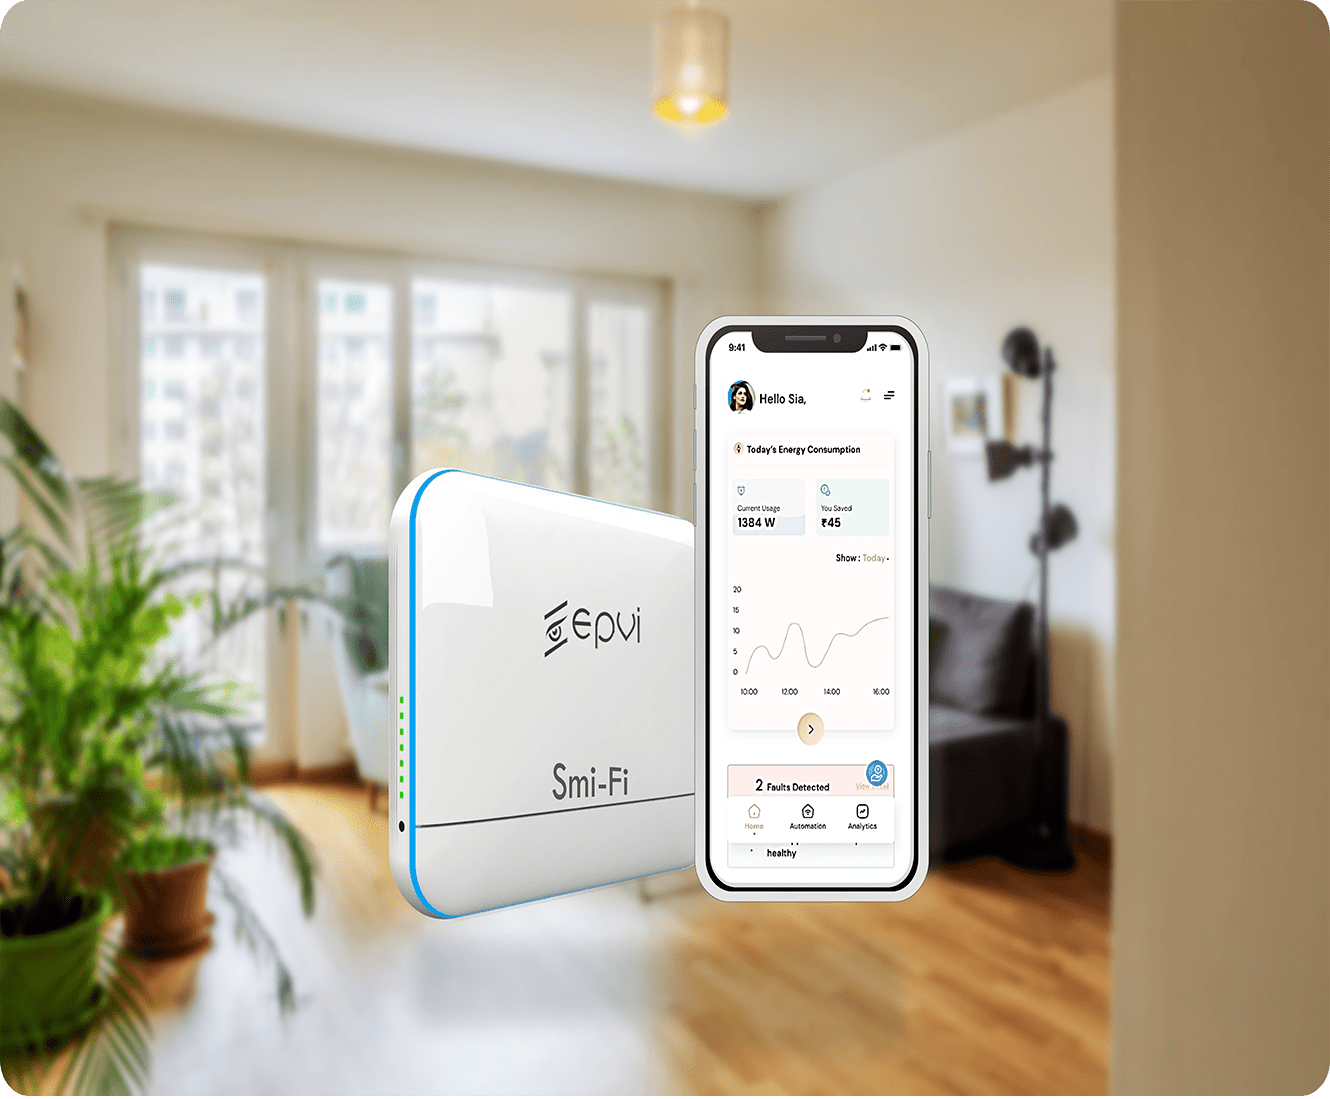 9:41
Hello Sia,
Today's Energy Consumption
Current Usage
1384 W
You Saved
₹45
Show : Today
20
15
10
5
0
10:00 12:00 14:00 16:00
2 Faults Detected
View
Home Automation Analytics
healthy
epvi
Smi-Fi